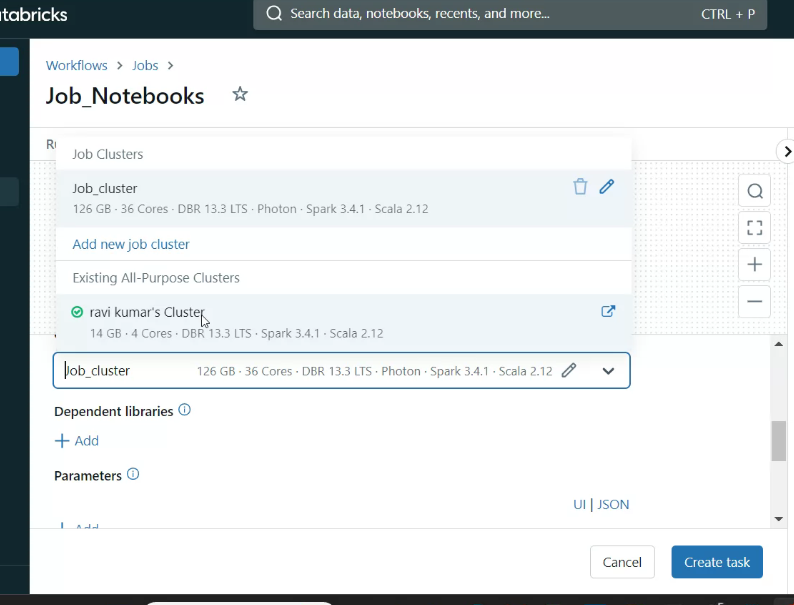 tabricks
Search data, notebooks, recents, and more...
CTRL + P
Workflows > Jobs >
Job_Notebooks
Job Clusters
Job_cluster
126 GB · 36 Cores · DBR 13.3 LTS · Photon · Spark 3.4.1 · Scala 2.12
Add new job cluster
Existing All-Purpose Clusters
ravi kumar's Cluster
14 GB · 4 Cores · DBR 13.3 LTS · Spark 3.4.1 · Scala 2.12
Job_cluster 126 GB · 36 Cores · DBR 13.3 LTS · Photon · Spark 3.4.1 · Scala 2.12
Dependent libraries
+ Add
Parameters
UI | JSON
Add
Cancel
Create task